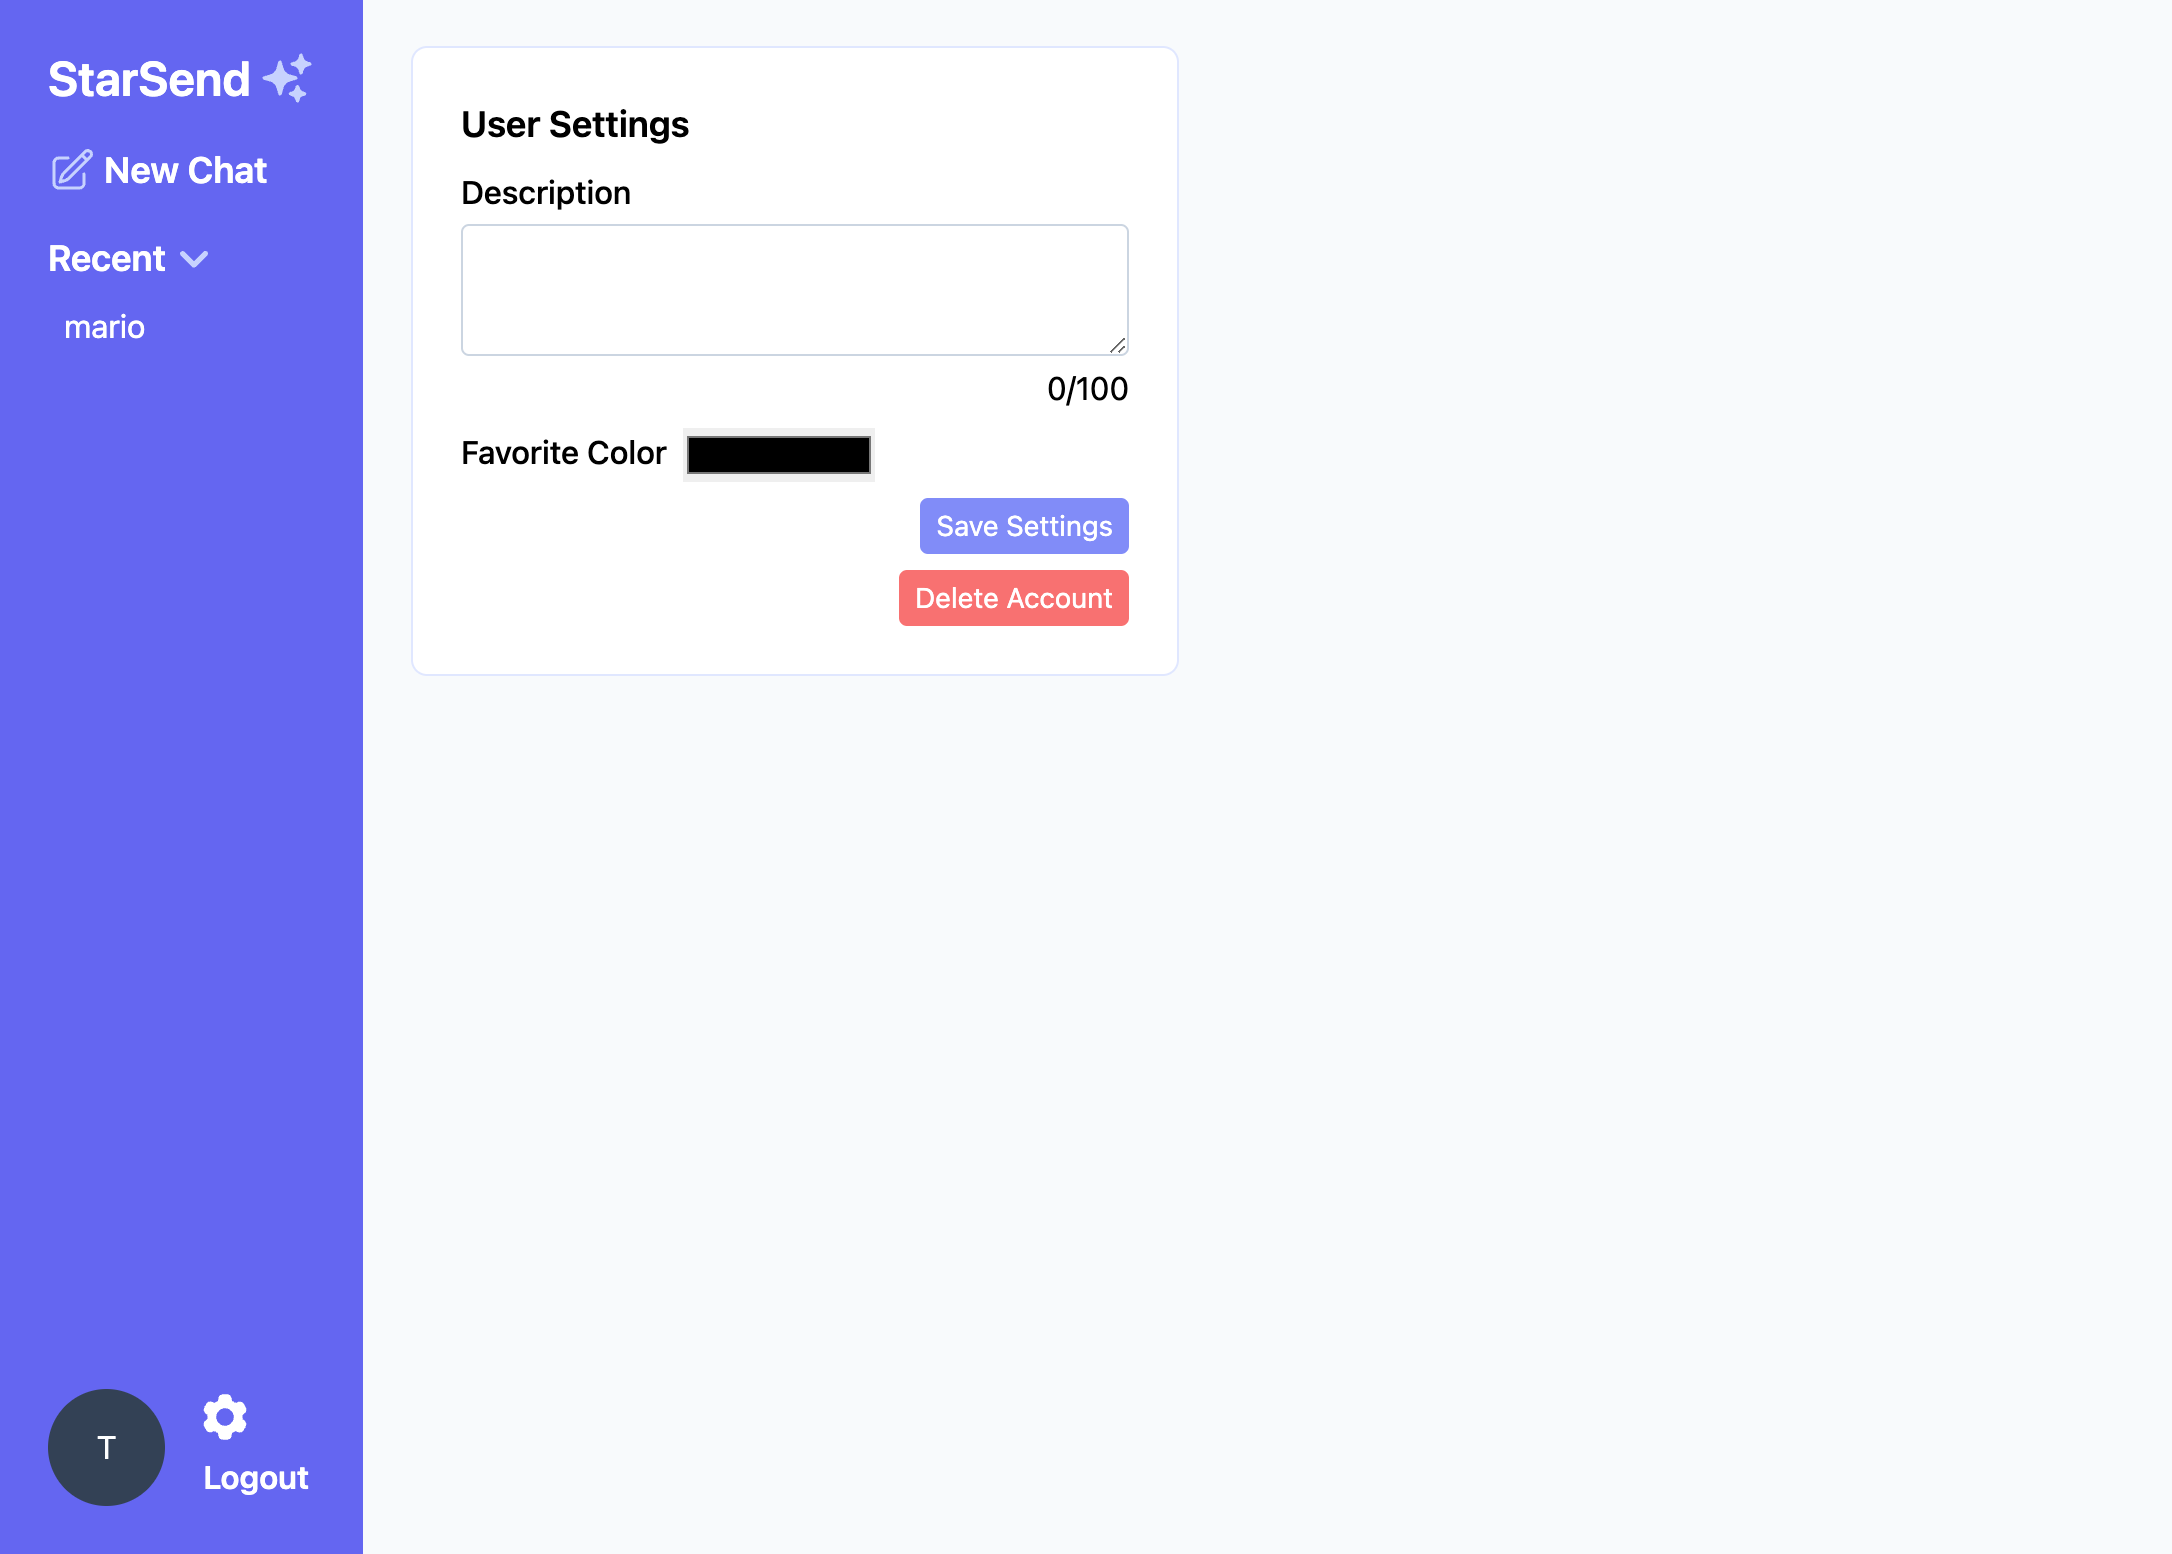 StarSend
New Chat
Recent
mario
User Settings
Description
0/100
Favorite Color
Save Settings
Delete Account
T
Logout